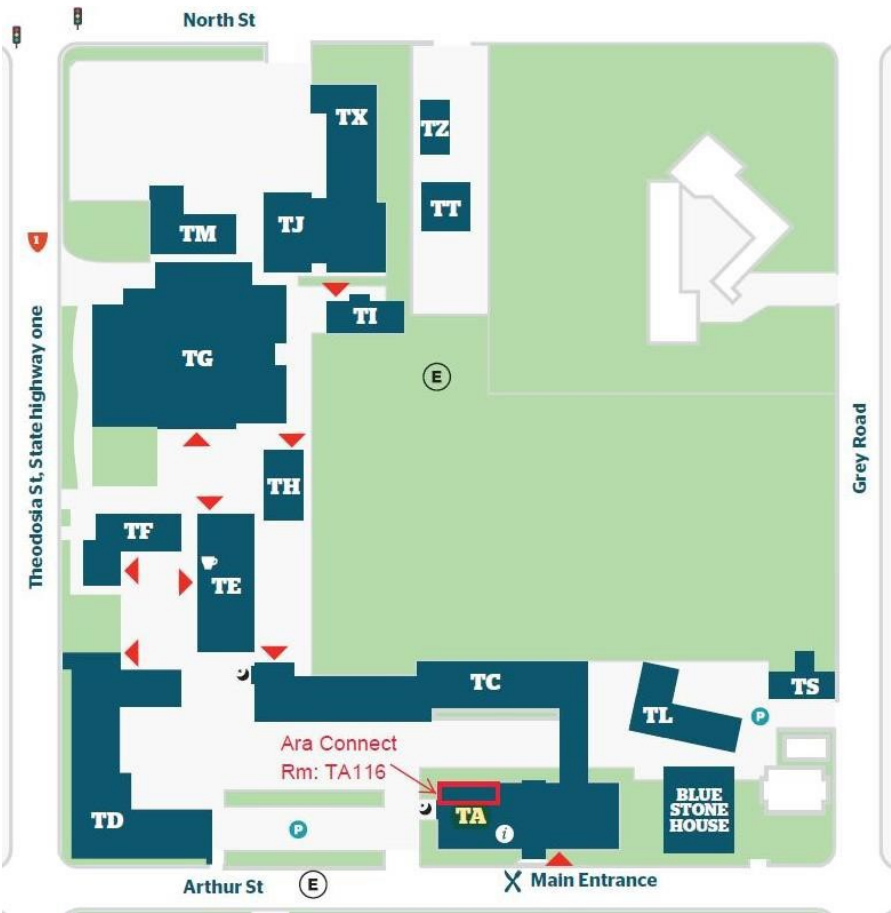 North St
TX
TZ
TT
TJ
TM
1
TI
TG
E
Theodosia St, State highway one
Grey Road
TH
TF
TE
TC
TS
TL
P
Ara Connect
Rm: TA116
BLUE
STONE
HOUSE
TA
i
TD
P
Arthur St
E
Main Entrance